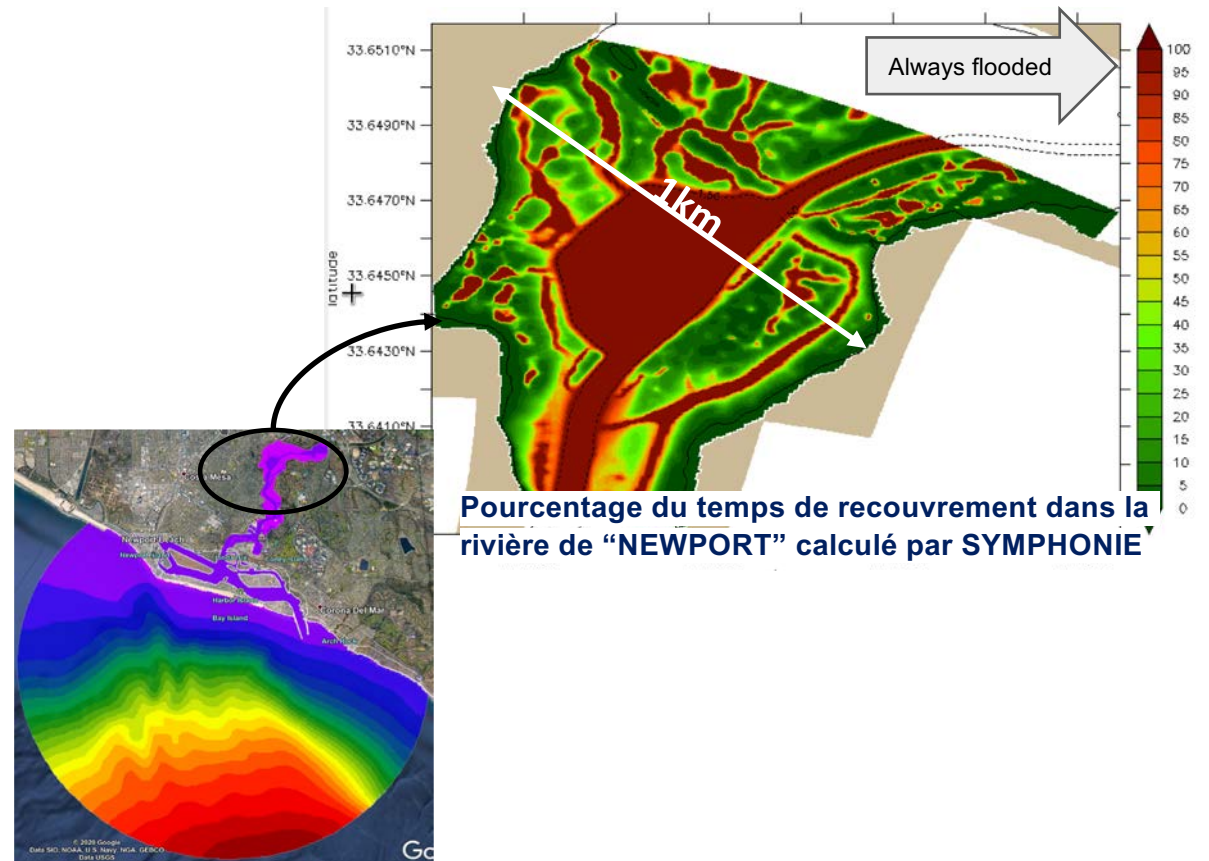 33.6510°N
Always flooded
100
95
90
85
80
75
70
65
60
55
50
45
40
35
30
25
20
15
10
5
0
33.6490°N
33.6470°N
1km
latitude
33.6450°N
33.6430°N
33.6410°N
Pourcentage du temps de recouvrement dans la
rivière de “NEWPORT” calculé par SYMPHONIE
Costa Mesa
Newport Beach
Harbor Island
Bay Island
Corona Del Mar
Arch Rock
© 2020 Google
Data SIO, NOAA, U.S. Navy, NGA, GEBCO
Data USGS
Go